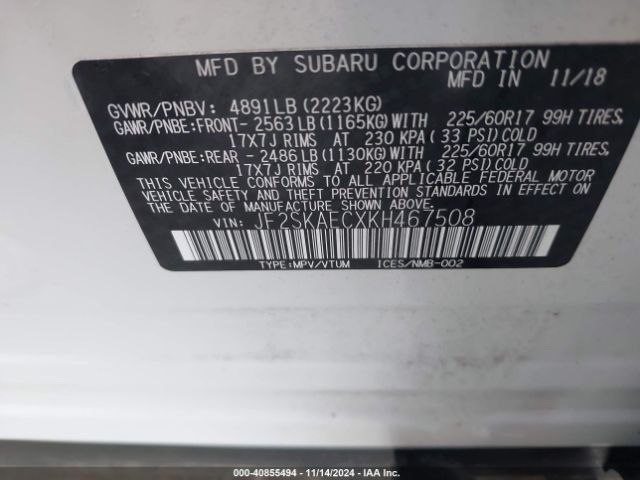 MFD BY SUBARU CORPORATION
MFD IN 11/18
GVWR/PNBV: 4891LB(2223KG)
GAWR/PNBE:FRONT- 2563LB(1165KG)WITH 225/60R17 99H TIRES,
17X7J RIMS AT 230 KPA(33 PSI)COLD
GAWR/PNBE:REAR - 2486LB(1130KG)WITH 225/60R17 99H TIRES,
17X7J RIMS AT 220 KPA(32 PSI)COLD
THIS VEHICLE CONFORMS TO ALL APPLICABLE FEDERAL MOTOR
VEHICLE SAFETY AND THEFT PREVENTION STANDARDS IN EFFECT ON
THE DATE OF MANUFACTURE SHOWN ABOVE.
VIN: JF2SKAECXKH467508
TYPE:MPV/VTUM ICES/NMB-002
000-40855494 - 11/14/2024 - IAA Inc.